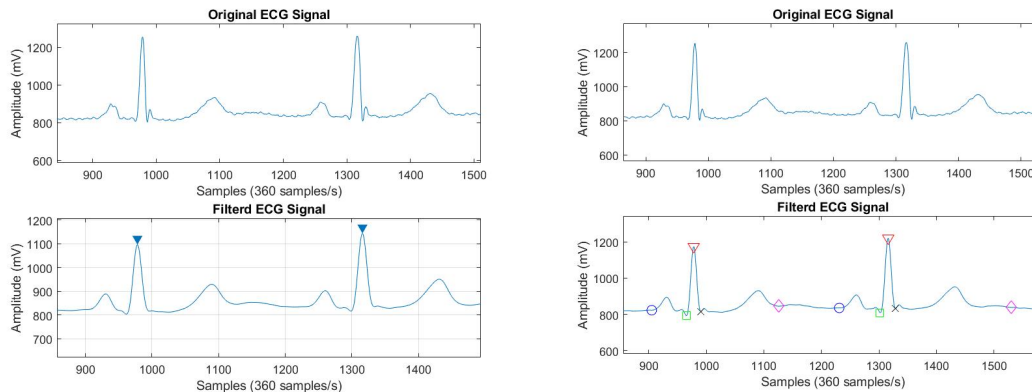 Original ECG Signal
Amplitude (mV)
1200
1000
800
600
900 1000 1100 1200 1300 1400 1500
Samples (360 samples/s)
Filterd ECG Signal
Amplitude (mV)
1200
1100
1000
900
800
700
900 1000 1100 1200 1300 1400
Samples (360 samples/s)
Original ECG Signal
Amplitude (mV)
1200
1000
800
600
900 1000 1100 1200 1300 1400 1500
Samples (360 samples/s)
Filterd ECG Signal
Amplitude (mV)
1200
1000
800
600
900 1000 1100 1200 1300 1400 1500
Samples (360 samples/s)